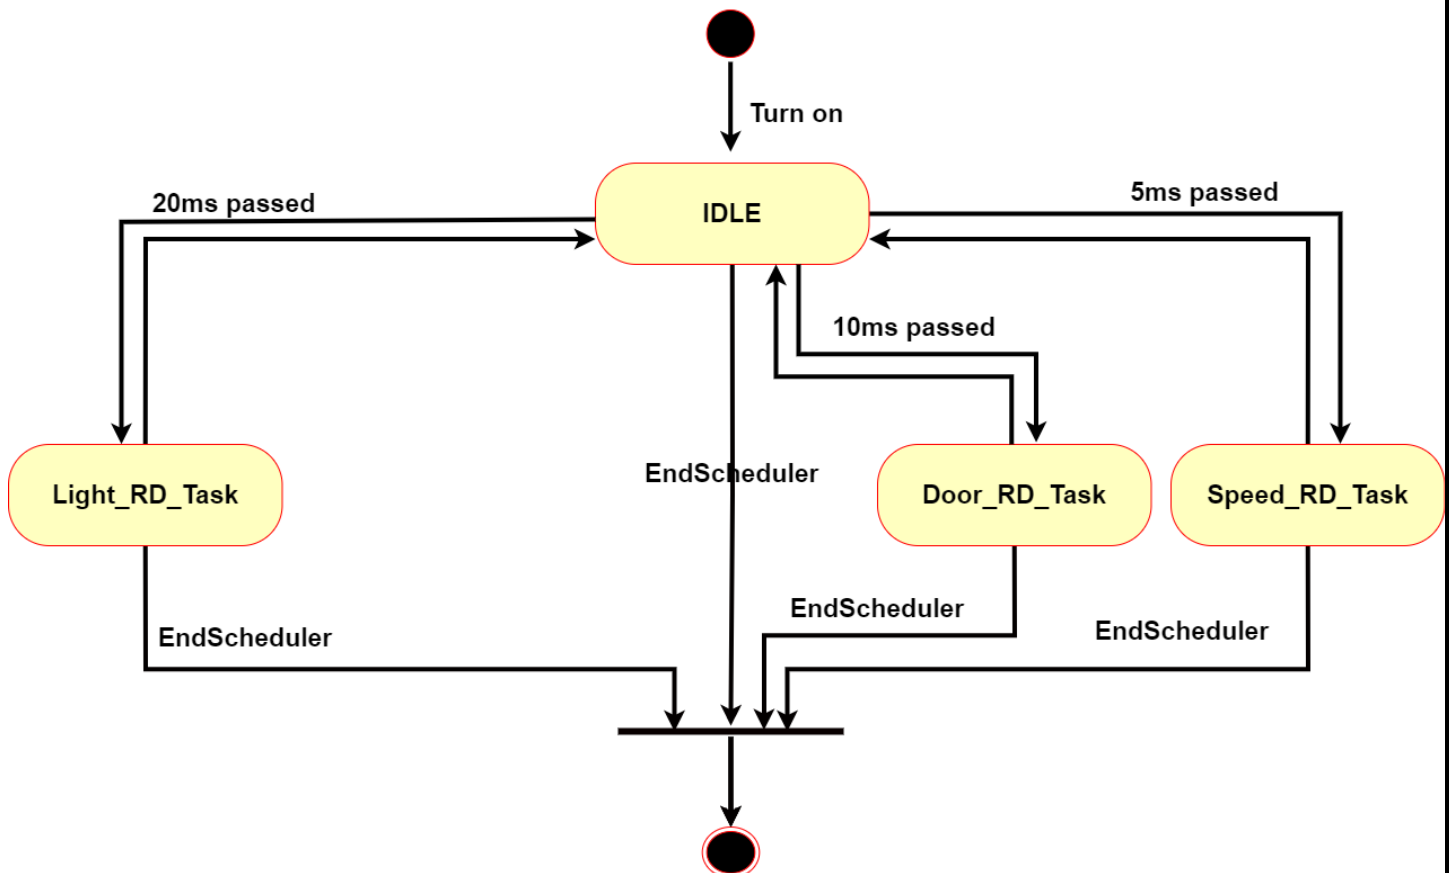 Turn on
IDLE
20ms passed
5ms passed
10ms passed
EndScheduler
Light_RD_Task
Door_RD_Task
Speed_RD_Task
EndScheduler
EndScheduler
EndScheduler